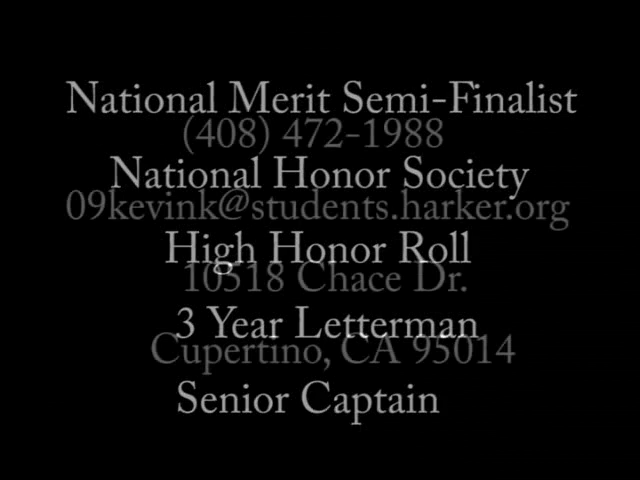 National Merit Semi-Finalist
(408) 472-1988
National Honor Society
09kevink@students.harker.org
High Honor Roll
10518 Chace Dr.
3 Year Letterman
Cupertino, CA 95014
Senior Captain